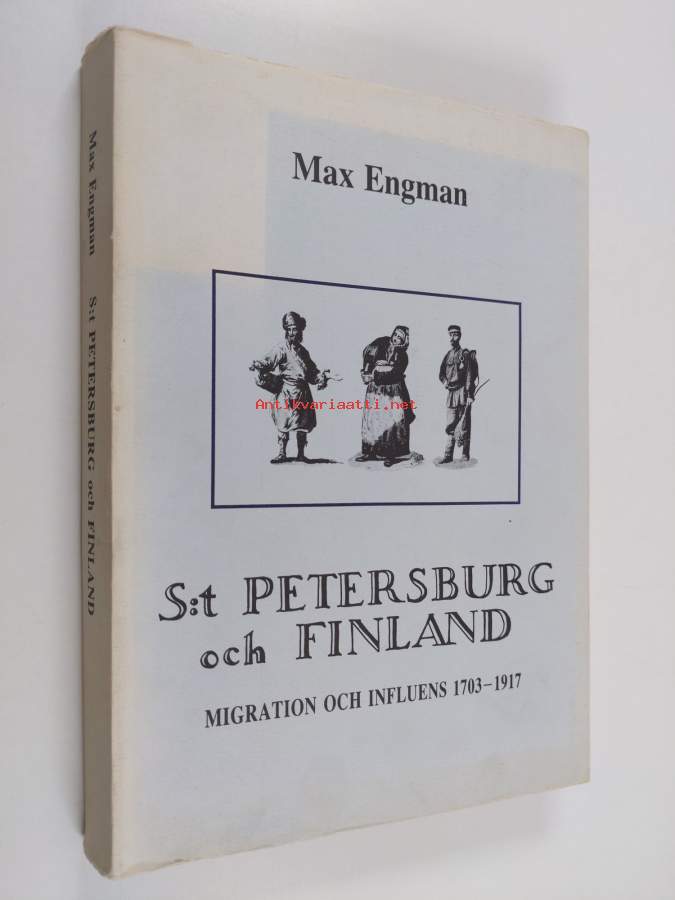 Max Engman
Antikvariaatti.net
S:t PETERSBURG
och FINLAND
MIGRATION OCH INFLUENS 1703–1917
Max Engman S:t PETERSBURG och FINLAND